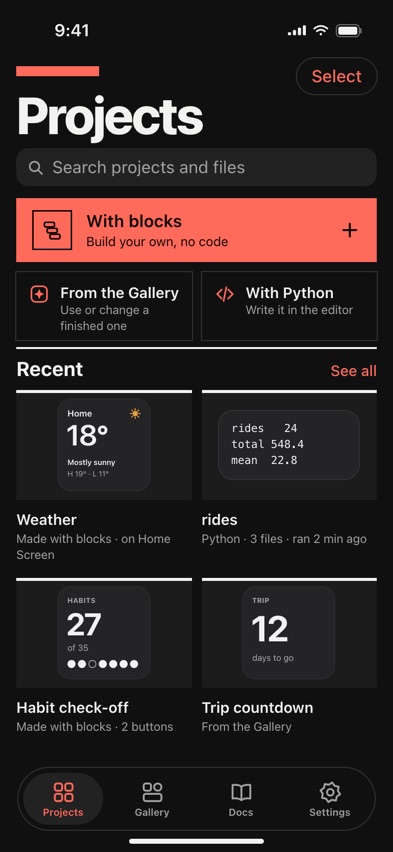 9:41
Select
Projects
Search projects and files
With blocks
Build your own, no code
From the Gallery
Use or change a
finished one
With Python
Write it in the editor
Recent
See all
Home
18°
Mostly sunny
H 19° · L 11°
rides 24
total 548.4
mean 22.8
Weather
Made with blocks · on Home
Screen
rides
Python · 3 files · ran 2 min ago
HABITS
27
of 35
TRIP
12
days to go
Habit check-off
Made with blocks · 2 buttons
Trip countdown
From the Gallery
Projects
Gallery
Docs
Settings